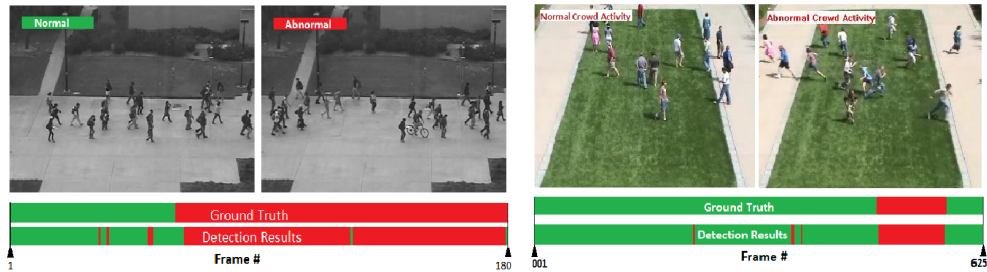 Normal
Abnormal
Ground Truth
Detection Results
Frame #
1
180
Normal Crowd Activity
Abnormal Crowd Activity
Ground Truth
Detection Results
Frame #
001
625